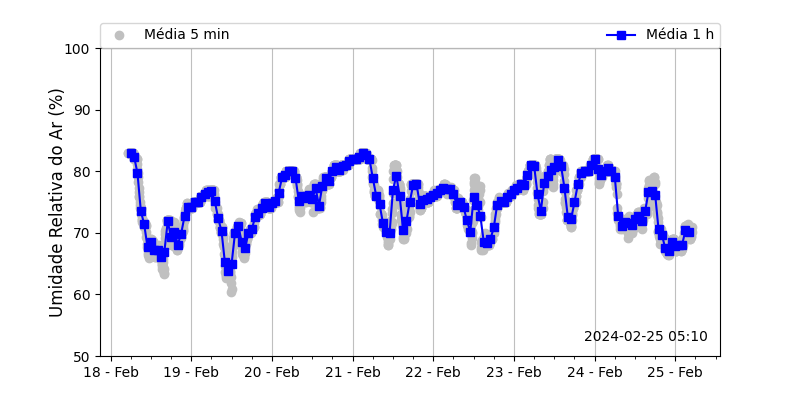 Média 5 min
Média 1 h
Umidade Relativa do Ar (%)
100
90
80
70
60
50
2024-02-25 05:10
18 - Feb
19 - Feb
20 - Feb
21 - Feb
22 - Feb
23 - Feb
24 - Feb
25 - Feb